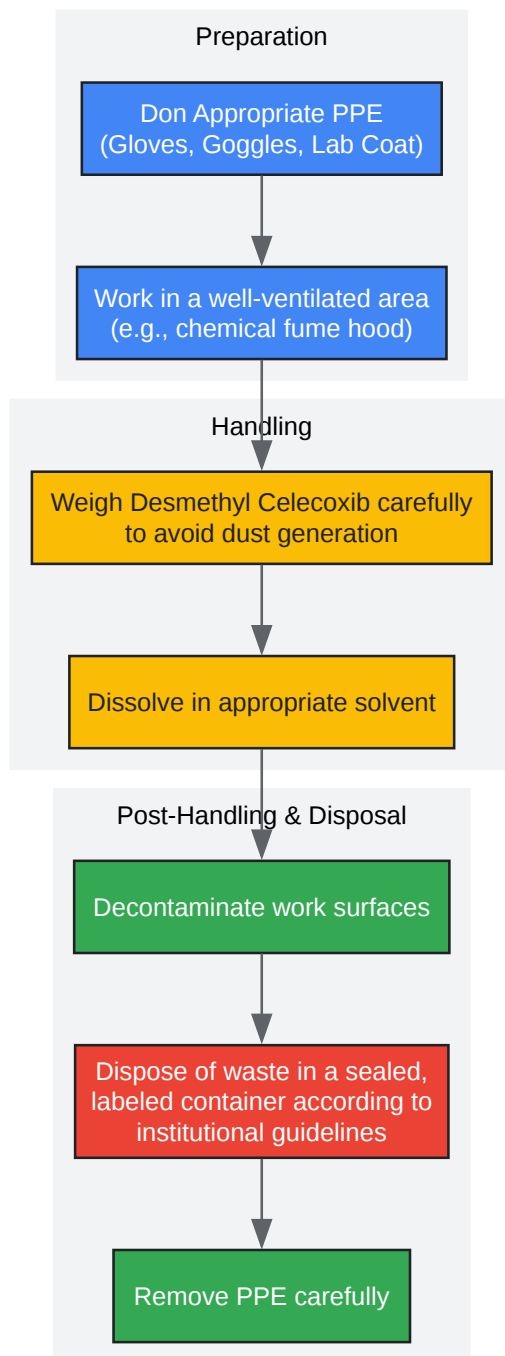 Preparation
Don Appropriate PPE
(Gloves, Goggles, Lab Coat)
Work in a well-ventilated area
(e.g., chemical fume hood)
Handling
Weigh Desmethyl Celecoxib carefully
to avoid dust generation
Dissolve in appropriate solvent
Post-Handling & Disposal
Decontaminate work surfaces
Dispose of waste in a sealed,
labeled container according to
institutional guidelines
Remove PPE carefully